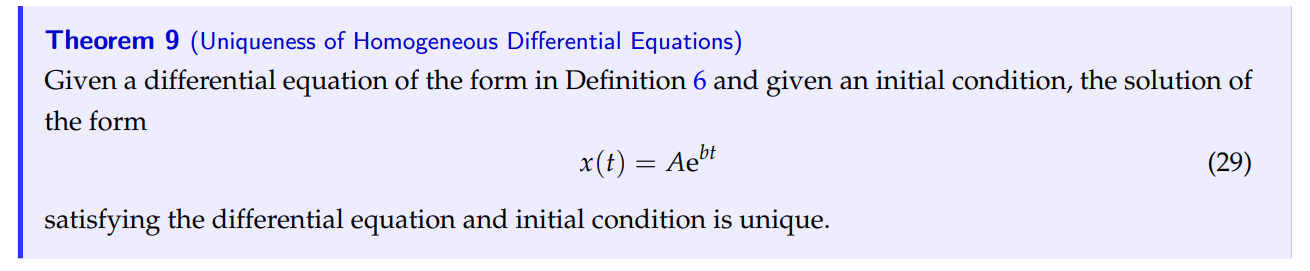 Theorem 9 (Uniqueness of Homogeneous Differential Equations)
Given a differential equation of the form in Definition 6 and given an initial condition, the solution of
the form
x(t) = Ae^{bt} (29)
satisfying the differential equation and initial condition is unique.